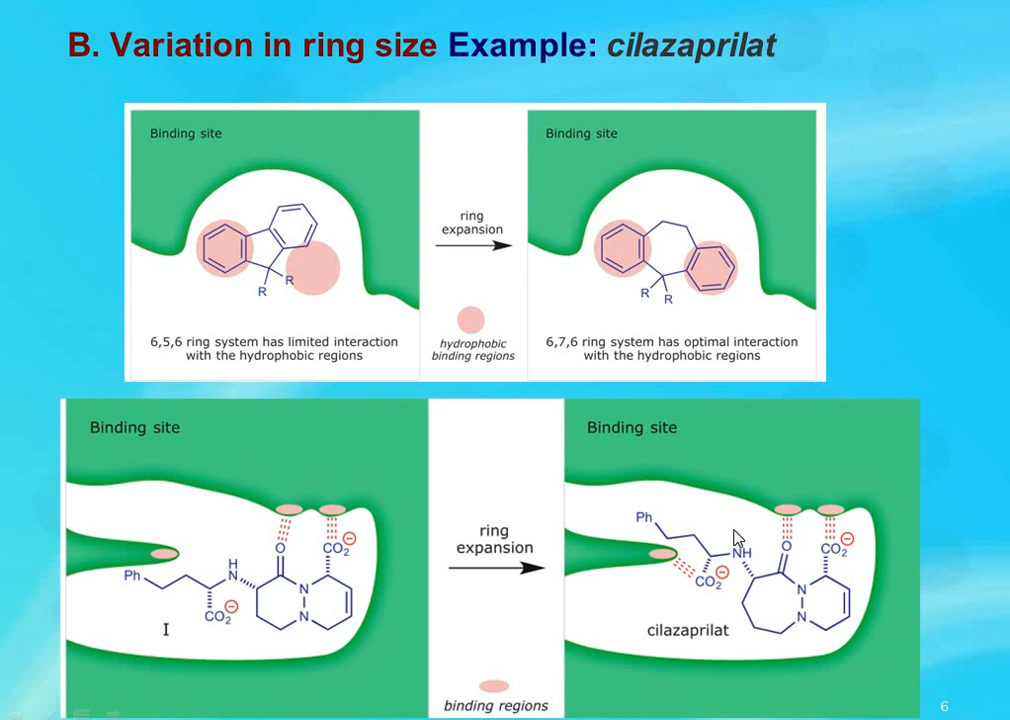 B. Variation in ring size Example: cilazaprilat
Binding site
R
R
6,5,6 ring system has limited interaction
with the hydrophobic regions
ring
expansion
hydrophobic
binding regions
Binding site
R
R
6,7,6 ring system has optimal interaction
with the hydrophobic regions
Binding site
O
CO2⊖
Ph
H
N
N
N
CO2⊖
I
ring
expansion
binding regions
Binding site
Ph
O
CO2⊖
NH
CO2⊖
N
N
cilazaprilat
6